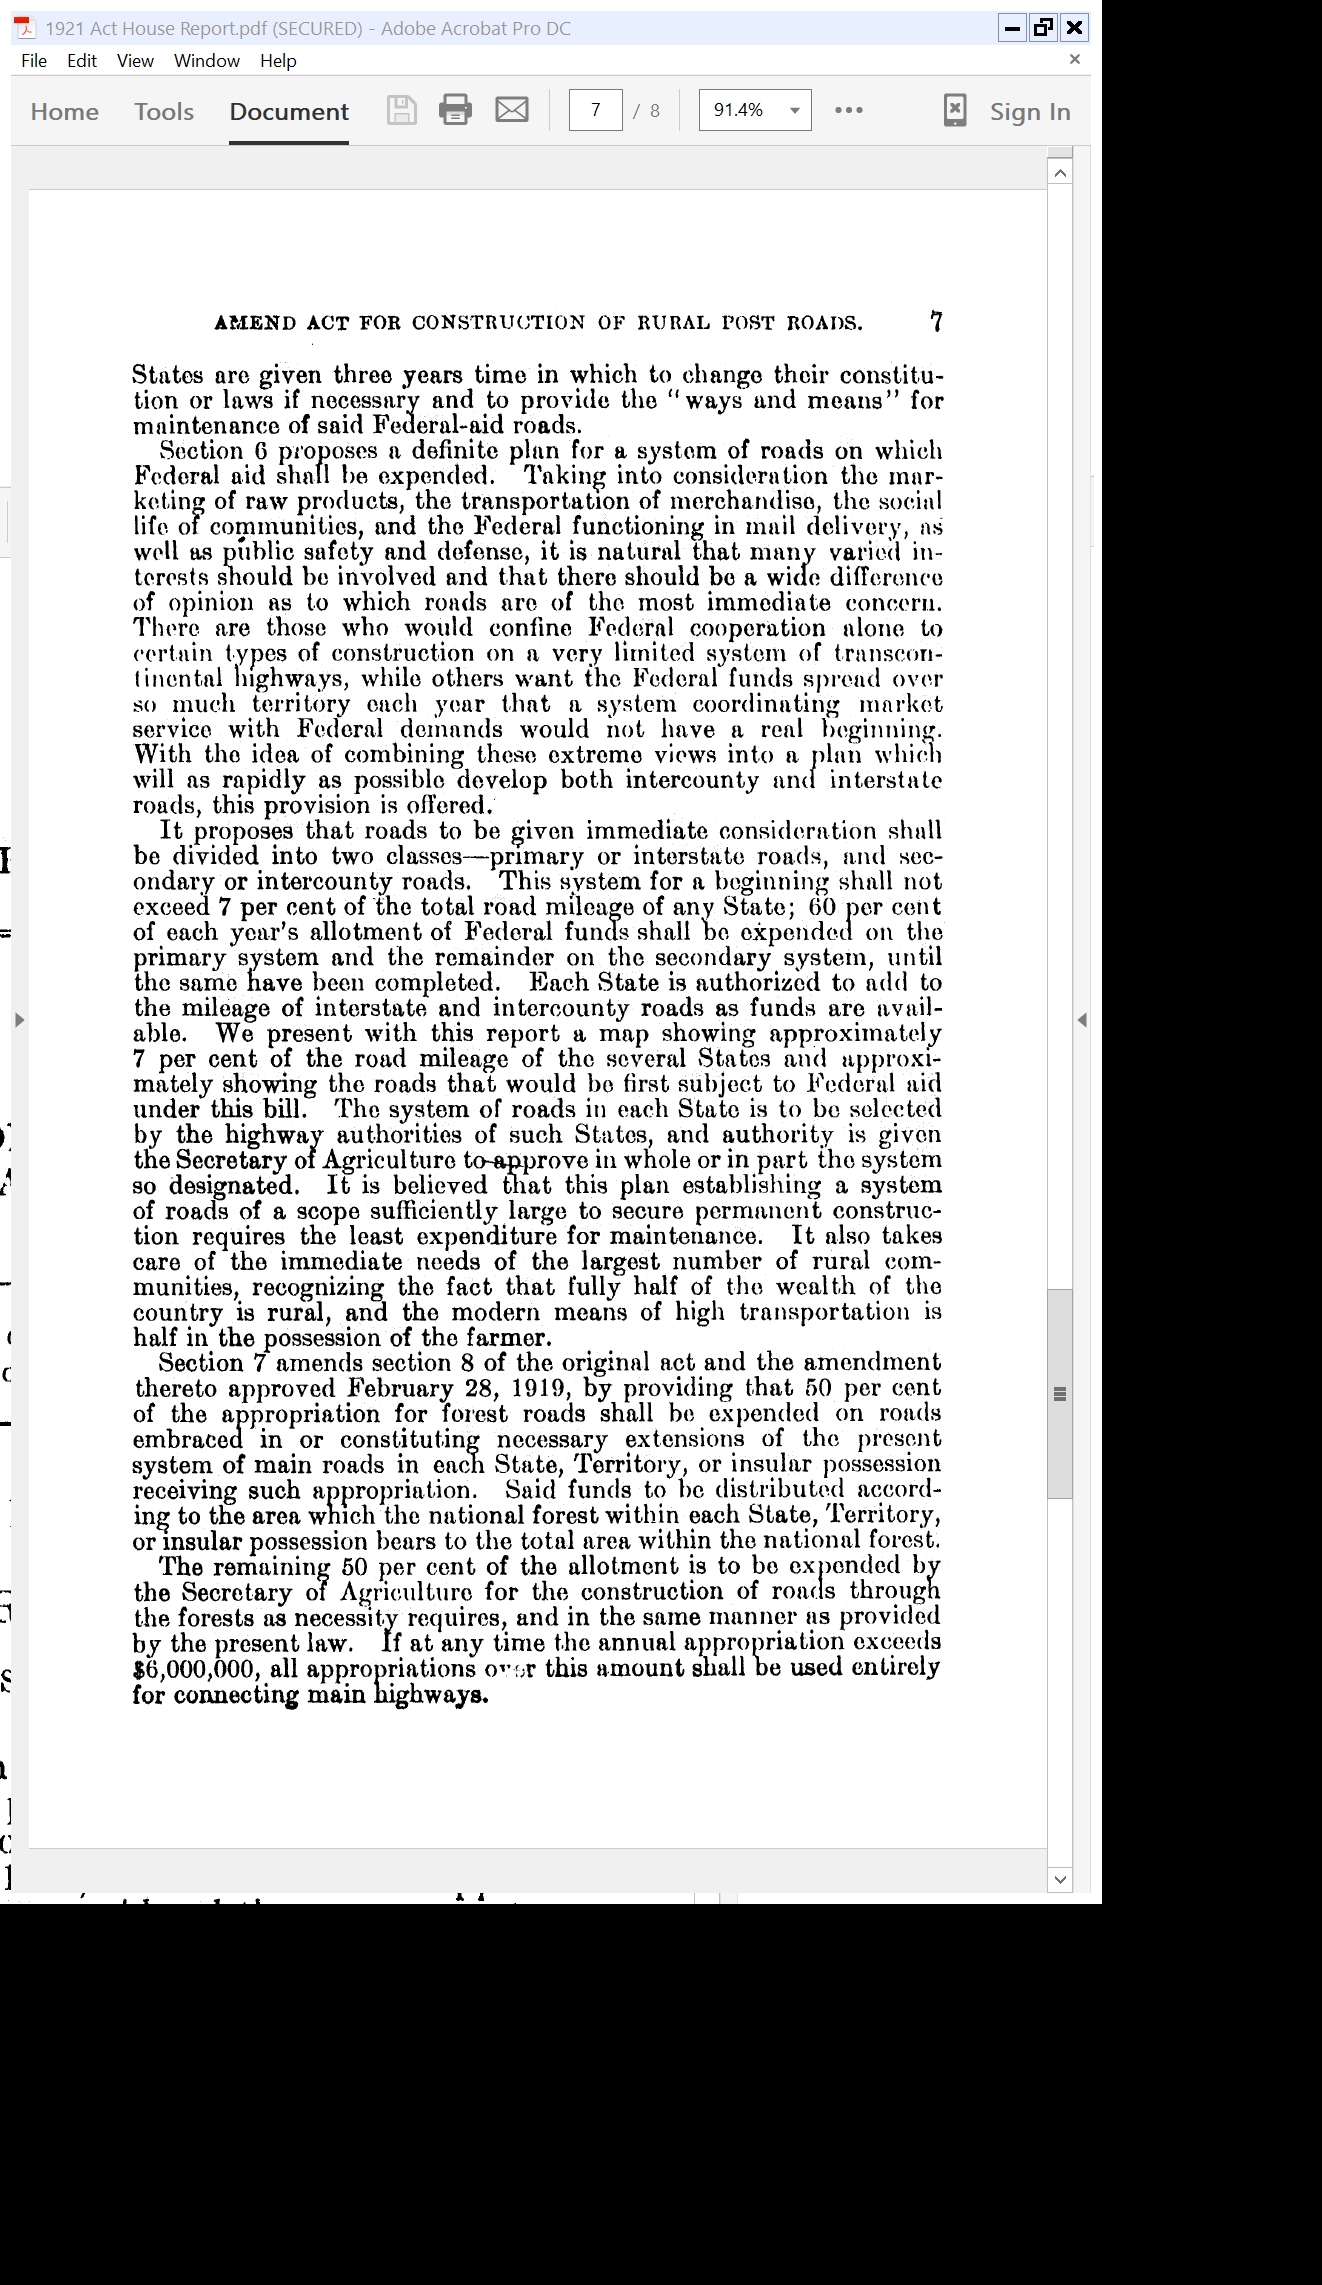 1921 Act House Report.pdf (SECURED) - Adobe Acrobat Pro DC
File Edit View Window Help
Home Tools Document 7 / 8 91.4% Sign In
AMEND ACT FOR CONSTRUCTION OF RURAL POST ROADS. 7
States are given three years time in which to change their constitu-
tion or laws if necessary and to provide the "ways and means" for
maintenance of said Federal-aid roads.
Section 6 proposes a definite plan for a system of roads on which
Federal aid shall be expended. Taking into consideration the mar-
keting of raw products, the transportation of merchandise, the social
life of communities, and the Federal functioning in mail delivery, as
well as public safety and defense, it is natural that many varied in-
terests should be involved and that there should be a wide difference
of opinion as to which roads are of the most immediate concern.
There are those who would confine Federal cooperation alone to
certain types of construction on a very limited system of transcon-
tinental highways, while others want the Federal funds spread over
so much territory each year that a system coordinating market
service with Federal demands would not have a real beginning.
With the idea of combining these extreme views into a plan which
will as rapidly as possible develop both intercounty and interstate
roads, this provision is offered.
It proposes that roads to be given immediate consideration shall
be divided into two classes—primary or interstate roads, and sec-
ondary or intercounty roads. This system for a beginning shall not
exceed 7 per cent of the total road mileage of any State; 60 per cent
of each year's allotment of Federal funds shall be expended on the
primary system and the remainder on the secondary system, until
the same have been completed. Each State is authorized to add to
the mileage of interstate and intercounty roads as funds are avail-
able. We present with this report a map showing approximately
7 per cent of the road mileage of the several States and approxi-
mately showing the roads that would be first subject to Federal aid
under this bill. The system of roads in each State is to be selected
by the highway authorities of such States, and authority is given
the Secretary of Agriculture to approve in whole or in part the system
so designated. It is believed that this plan establishing a system
of roads of a scope sufficiently large to secure permanent construc-
tion requires the least expenditure for maintenance. It also takes
care of the immediate needs of the largest number of rural com-
munities, recognizing the fact that fully half of the wealth of the
country is rural, and the modern means of high transportation is
half in the possession of the farmer.
Section 7 amends section 8 of the original act and the amendment
thereto approved February 28, 1919, by providing that 50 per cent
of the appropriation for forest roads shall be expended on roads
embraced in or constituting necessary extensions of the present
system of main roads in each State, Territory, or insular possession
receiving such appropriation. Said funds to be distributed accord-
ing to the area which the national forest within each State, Territory,
or insular possession bears to the total area within the national forest.
The remaining 50 per cent of the allotment is to be expended by
the Secretary of Agriculture for the construction of roads through
the forests as necessity requires, and in the same manner as provided
by the present law. If at any time the annual appropriation exceeds
$6,000,000, all appropriations over this amount shall be used entirely
for connecting main highways.